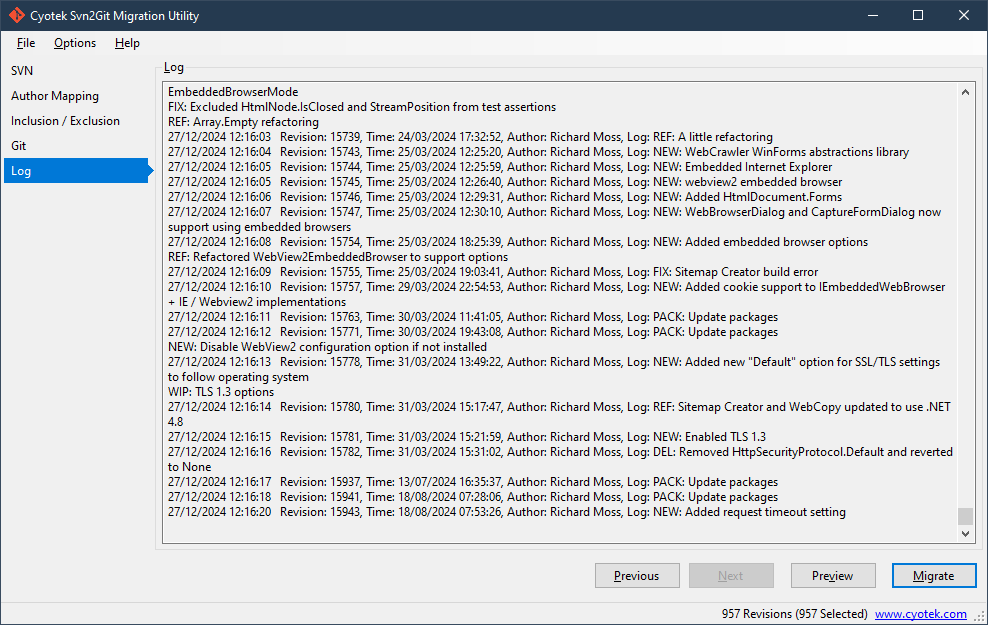 Cyotek Svn2Git Migration Utility
File Options Help
SVN
Author Mapping
Inclusion / Exclusion
Git
Log
Log
EmbeddedBrowserMode
FIX: Excluded HtmlNode.IsClosed and StreamPosition from test assertions
REF: Array.Empty refactoring
27/12/2024 12:16:03 Revision: 15739, Time: 24/03/2024 17:32:52, Author: Richard Moss, Log: REF: A little refactoring
27/12/2024 12:16:04 Revision: 15743, Time: 25/03/2024 12:25:20, Author: Richard Moss, Log: NEW: WebCrawler WinForms abstractions library
27/12/2024 12:16:05 Revision: 15744, Time: 25/03/2024 12:25:59, Author: Richard Moss, Log: NEW: Embedded Internet Explorer
27/12/2024 12:16:05 Revision: 15745, Time: 25/03/2024 12:26:40, Author: Richard Moss, Log: NEW: webview2 embedded browser
27/12/2024 12:16:06 Revision: 15746, Time: 25/03/2024 12:29:31, Author: Richard Moss, Log: NEW: Added HtmlDocument.Forms
27/12/2024 12:16:07 Revision: 15747, Time: 25/03/2024 12:30:10, Author: Richard Moss, Log: NEW: WebBrowserDialog and CaptureFormDialog now
support using embedded browsers
27/12/2024 12:16:08 Revision: 15754, Time: 25/03/2024 18:25:39, Author: Richard Moss, Log: NEW: Added embedded browser options
REF: Refactored WebView2EmbeddedBrowser to support options
27/12/2024 12:16:09 Revision: 15755, Time: 25/03/2024 19:03:41, Author: Richard Moss, Log: FIX: Sitemap Creator build error
27/12/2024 12:16:10 Revision: 15757, Time: 29/03/2024 22:54:53, Author: Richard Moss, Log: NEW: Added cookie support to IEmbeddedWebBrowser
+ IE / Webview2 implementations
27/12/2024 12:16:11 Revision: 15763, Time: 30/03/2024 11:41:05, Author: Richard Moss, Log: PACK: Update packages
27/12/2024 12:16:12 Revision: 15771, Time: 30/03/2024 19:43:08, Author: Richard Moss, Log: PACK: Update packages
NEW: Disable WebView2 configuration option if not installed
27/12/2024 12:16:13 Revision: 15778, Time: 31/03/2024 13:49:22, Author: Richard Moss, Log: NEW: Added new "Default" option for SSL/TLS settings
to follow operating system
WIP: TLS 1.3 options
27/12/2024 12:16:14 Revision: 15780, Time: 31/03/2024 15:17:47, Author: Richard Moss, Log: REF: Sitemap Creator and WebCopy updated to use .NET
4.8
27/12/2024 12:16:15 Revision: 15781, Time: 31/03/2024 15:21:59, Author: Richard Moss, Log: NEW: Enabled TLS 1.3
27/12/2024 12:16:16 Revision: 15782, Time: 31/03/2024 15:31:02, Author: Richard Moss, Log: DEL: Removed HttpSecurityProtocol.Default and reverted
to None
27/12/2024 12:16:17 Revision: 15937, Time: 13/07/2024 16:35:37, Author: Richard Moss, Log: PACK: Update packages
27/12/2024 12:16:18 Revision: 15941, Time: 18/08/2024 07:28:06, Author: Richard Moss, Log: PACK: Update packages
27/12/2024 12:16:20 Revision: 15943, Time: 18/08/2024 07:53:26, Author: Richard Moss, Log: NEW: Added request timeout setting
Previous Next Preview Migrate
957 Revisions (957 Selected) www.cyotek.com